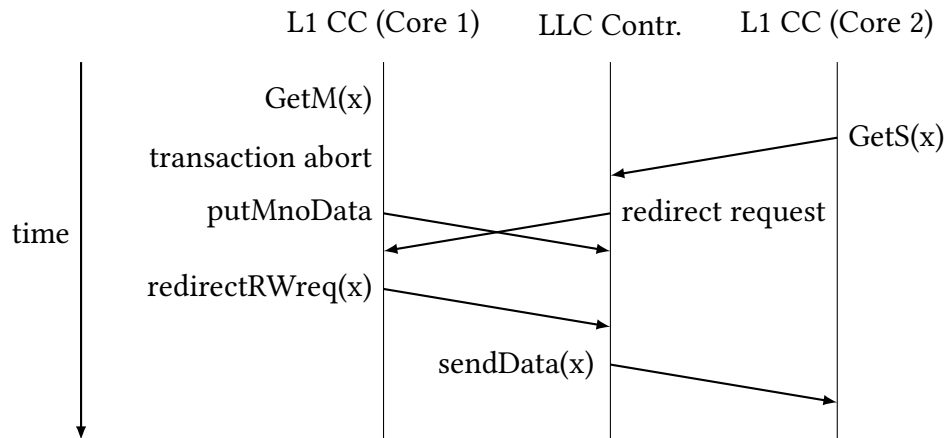 L1 CC (Core 1) LLC Contr. L1 CC (Core 2)
GetM(x)
GetS(x)
transaction abort
putMnoData
redirect request
time
redirectRWreq(x)
sendData(x)